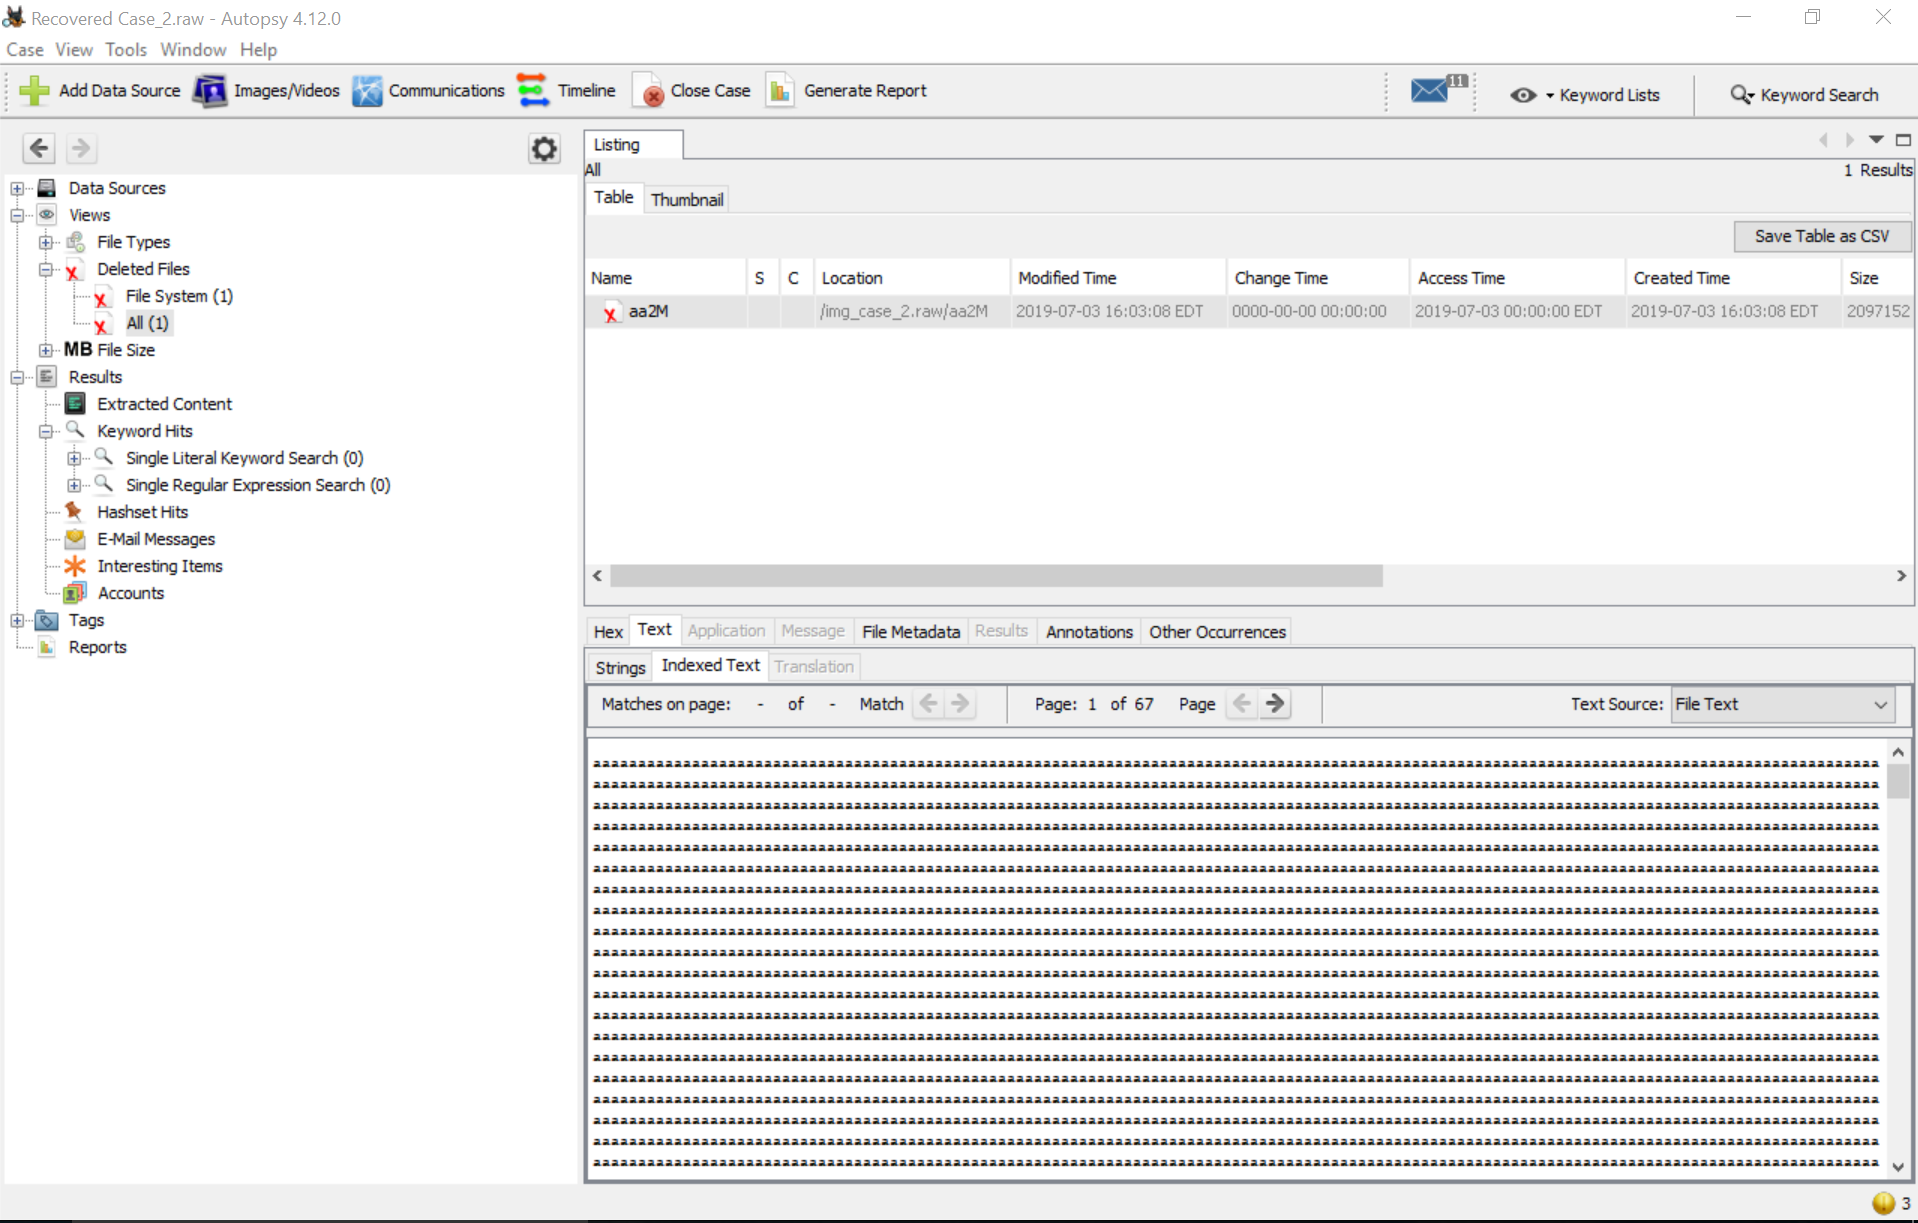 Recovered Case_2.raw - Autopsy 4.12.0
Case View Tools Window Help
Add Data Source Images/Videos Communications Timeline Close Case Generate Report 11 Keyword Lists Keyword Search
Listing
All 1 Results
Table Thumbnail
Save Table as CSV
Name S C Location Modified Time Change Time Access Time Created Time Size
aa2M /img_case_2.raw/aa2M 2019-07-03 16:03:08 EDT 0000-00-00 00:00:00 2019-07-03 00:00:00 EDT 2019-07-03 16:03:08 EDT 2097152
Data Sources
Views
File Types
Deleted Files
File System (1)
All (1)
MB File Size
Results
Extracted Content
Keyword Hits
Single Literal Keyword Search (0)
Single Regular Expression Search (0)
Hashset Hits
E-Mail Messages
Interesting Items
Accounts
Tags
Reports
Hex Text Application Message File Metadata Results Annotations Other Occurrences
Strings Indexed Text Translation
Matches on page: - of - Match Page: 1 of 67 Page Text Source: File Text
3